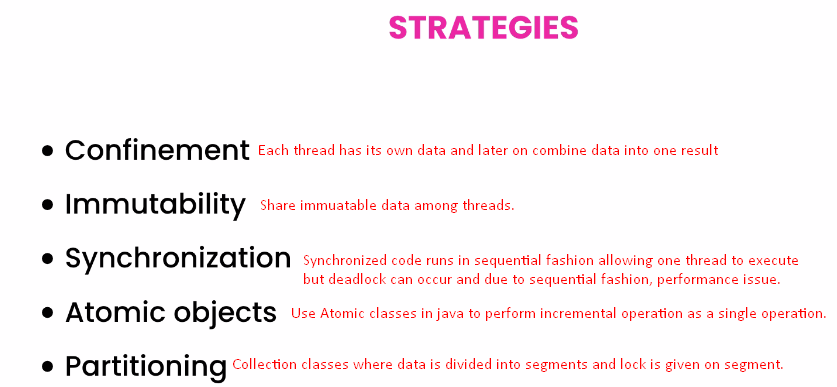 STRATEGIES
• Confinement Each thread has its own data and later on combine data into one result
• Immutability Share immuatable data among threads.
• Synchronization Synchronized code runs in sequential fashion allowing one thread to execute
but deadlock can occur and due to sequential fashion, performance issue.
• Atomic objects Use Atomic classes in java to perform incremental operation as a single operation.
• Partitioning Collection classes where data is divided into segments and lock is given on segment.